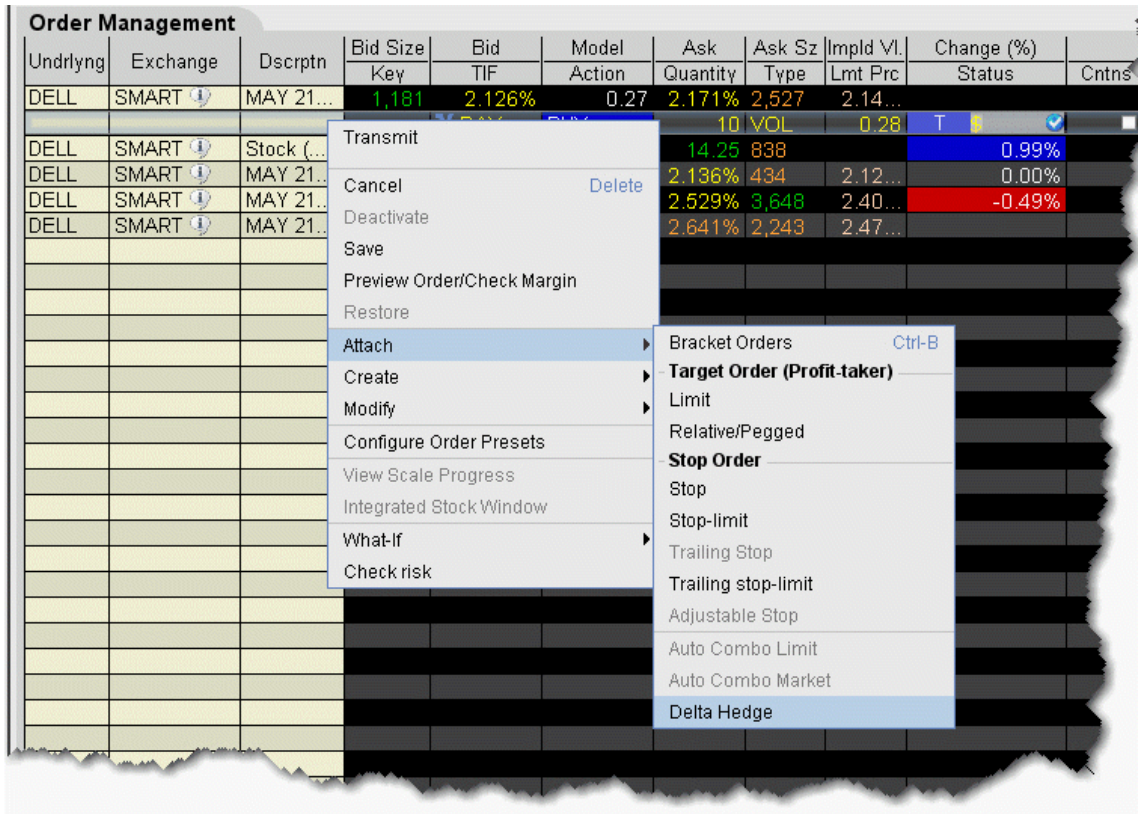 Order Management
Undrlyng Exchange Dscrptn Bid Size Bid Model Ask Ask Sz Impld Vl. Change (%)
Key TIF Action Quantity Type Lmt Prc Status Cntns
DELL SMART MAY 21... 1,181 2.126% 0.27 2.171% 2,527 2.14...
10 VOL 0.28 T $
DELL SMART Stock (... 14.25 838 0.99%
DELL SMART MAY 21... 2.136% 434 2.12... 0.00%
DELL SMART MAY 21... 2.529% 3,648 2.40... -0.49%
DELL SMART MAY 21... 2.641% 2,243 2.47...
Transmit
Cancel Delete
Deactivate
Save
Preview Order/Check Margin
Restore
Attach
Create
Modify
Configure Order Presets
View Scale Progress
Integrated Stock Window
What-If
Check risk
Bracket Orders Ctrl-B
Target Order (Profit-taker)
Limit
Relative/Pegged
Stop Order
Stop
Stop-limit
Trailing Stop
Trailing stop-limit
Adjustable Stop
Auto Combo Limit
Auto Combo Market
Delta Hedge